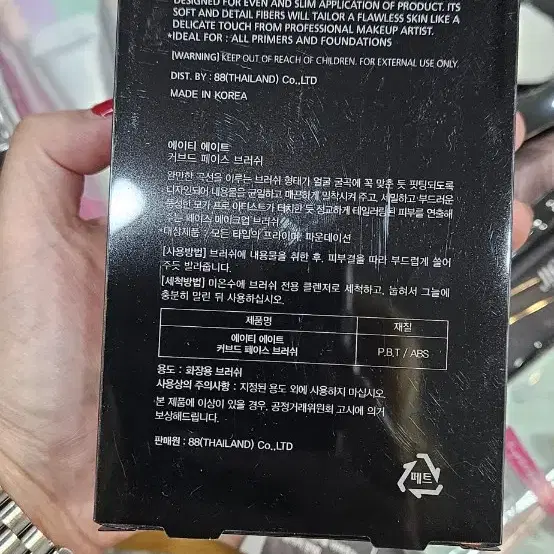 DESIGNED FOR EVEN AND SLIM APPLICATION OF PRODUCT. ITS
SOFT AND DETAIL FIBERS WILL TAILOR A FLAWLESS SKIN LIKE A
DELICATE TOUCH FROM PROFESSIONAL MAKEUP ARTIST.
*IDEAL FOR : ALL PRIMERS AND FOUNDATIONS
[WARNING] KEEP OUT OF REACH OF CHILDREN. FOR EXTERNAL USE ONLY.
DIST. BY : 88(THAILAND) Co.,LTD
MADE IN KOREA
에이티 에이트
커브드 페이스 브러쉬
완만한 곡선을 이루는 브러쉬 형태가 얼굴 굴곡에 꼭 맞춘 듯 핏팅되도록
디자인되어 내용물을 균일하고 매끈하게 밀착시켜 주고, 세밀하고 부드러운
풍성한 모가 프로 아티스트가 터치한 듯 정교하게 테일러링 된 피부를 연출해
주는 페이스 메이크업 브러쉬
*대상제품 : 모든 타입의 프라이머, 파운데이션
[사용방법] 브러쉬에 내용물을 취한 후, 피부결을 따라 부드럽게 쓸어
주듯 발라줍니다.
[세척방법] 미온수에 브러쉬 전용 클렌저로 세척하고, 눕혀서 그늘에
충분히 말린 뒤 사용하십시오.
제품명 재질
에이티 에이트
커브드 페이스 브러쉬 P.B.T / ABS
용도 : 화장용 브러쉬
사용상의 주의사항 : 지정된 용도 외에 사용하지 마십시오.
본 제품에 이상이 있을 경우, 공정거래위원회 고시에 의거
보상해드립니다.
판매원 : 88(THAILAND) Co.,LTD
페트